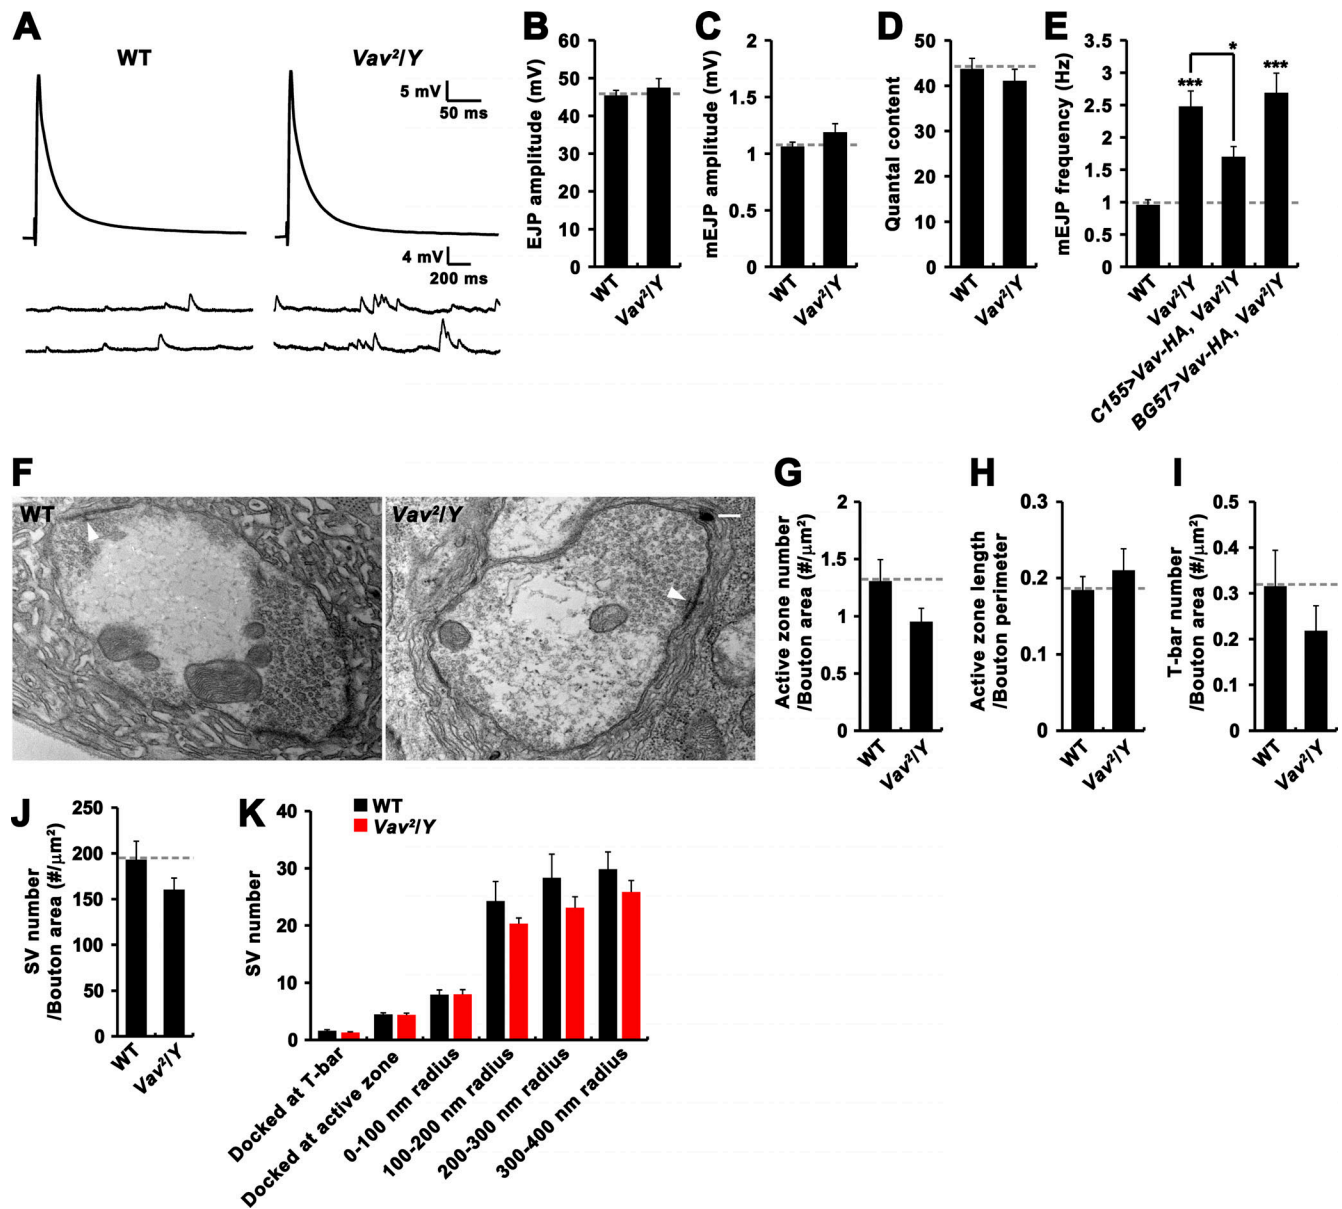 A
WT
Vav²/Y
5 mV
50 ms
4 mV
200 ms
B
EJP amplitude (mV)
60
50
40
30
20
10
0
WT
Vav²/Y
C
mEJP amplitude (mV)
2
1.5
1
0.5
0
WT
Vav²/Y
D
Quantal content
50
40
30
20
10
0
WT
Vav²/Y
E
mEJP frequency (Hz)
3.5
3
2.5
2
1.5
1
0.5
0
***
*
***
WT
Vav²/Y
C155>Vav-HA, Vav²/Y
BG57>Vav-HA, Vav²/Y
F
WT
Vav²/Y
G
Active zone number
/Bouton area (#/µm²)
2
1.5
1
0.5
0
WT
Vav²/Y
H
Active zone length
/Bouton perimeter
0.3
0.2
0.1
0
WT
Vav²/Y
I
T-bar number
/Bouton area (#/µm²)
0.5
0.4
0.3
0.2
0.1
0
WT
Vav²/Y
J
SV number
/Bouton area (#/µm²)
250
200
150
100
50
0
WT
Vav²/Y
K
WT
Vav²/Y
SV number
40
30
20
10
0
Docked at T-bar
Docked at active zone
0-100 nm radius
100-200 nm radius
200-300 nm radius
300-400 nm radius